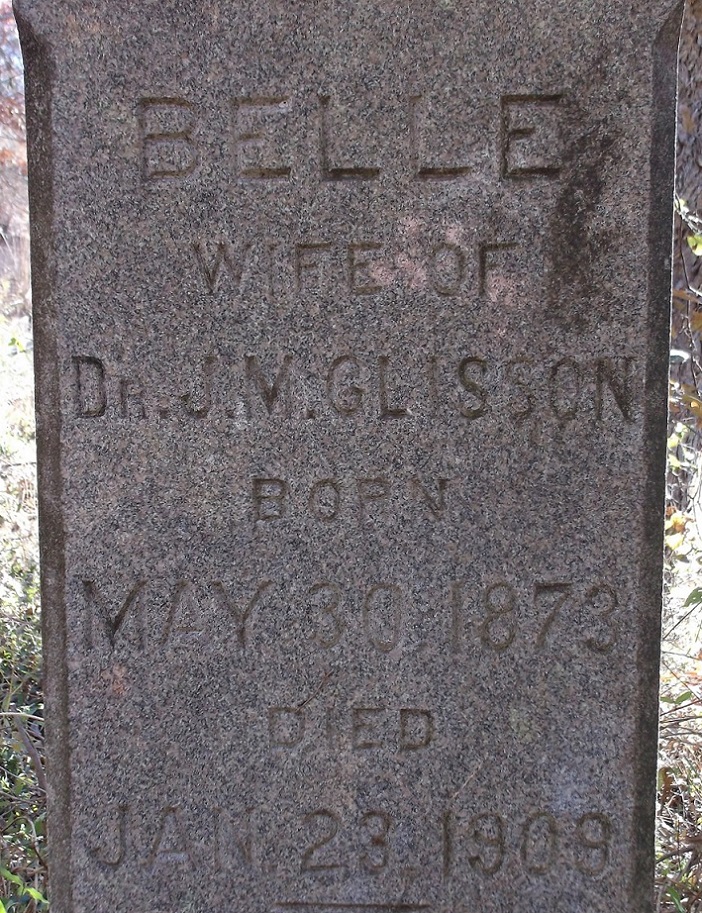 BELLE
WIFE OF
DR. J. M. GLISSON
BORN
MAY 30 1873
DIED
JAN. 23. 1909